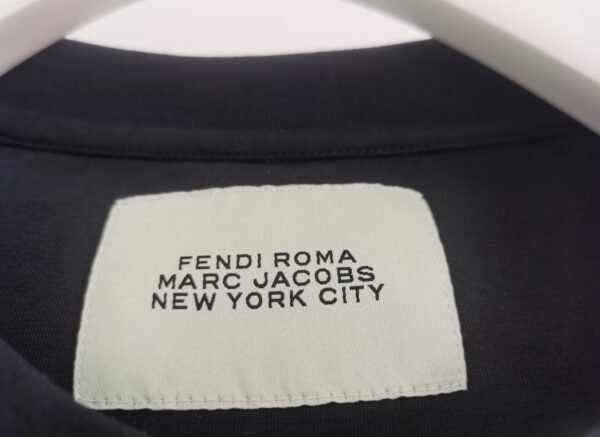 FENDI ROMA
MARC JACOBS
NEW YORK CITY